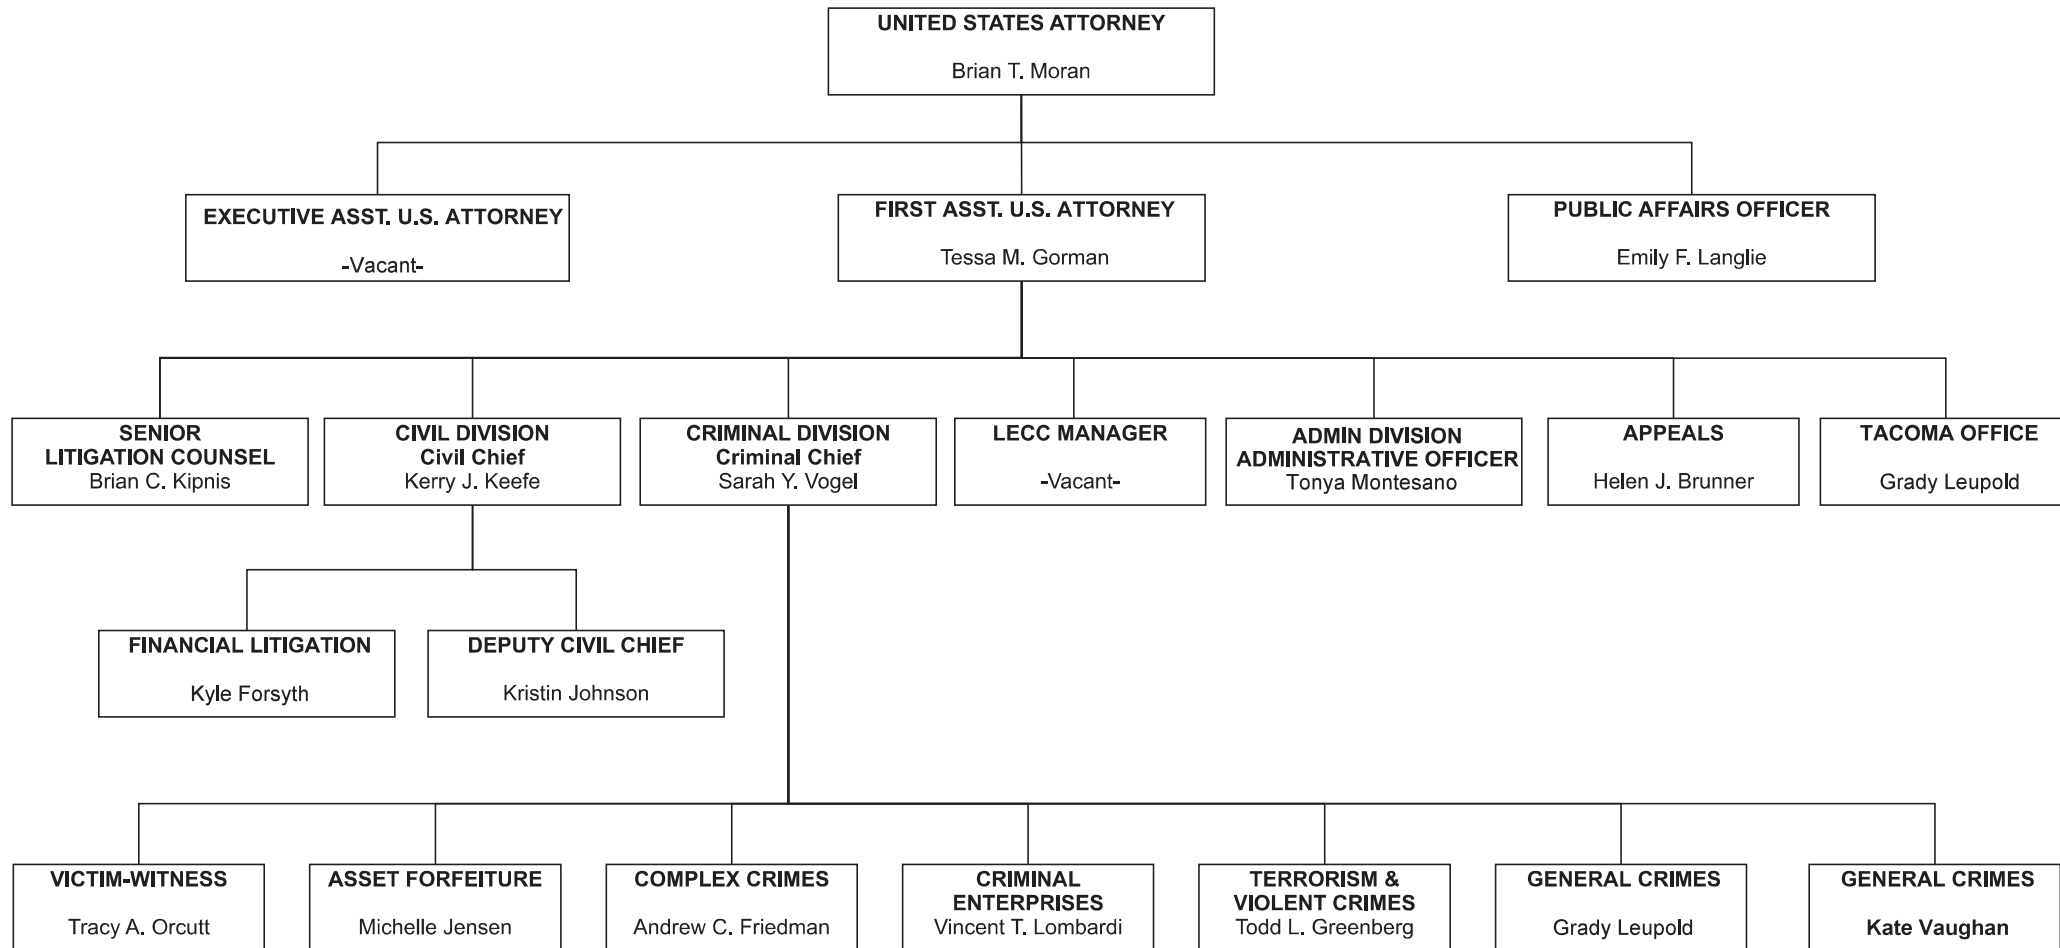 UNITED STATES ATTORNEY
Brian T. Moran
EXECUTIVE ASST. U.S. ATTORNEY
-Vacant-
FIRST ASST. U.S. ATTORNEY
Tessa M. Gorman
PUBLIC AFFAIRS OFFICER
Emily F. Langlie
SENIOR
LITIGATION COUNSEL
Brian C. Kipnis
CIVIL DIVISION
Civil Chief
Kerry J. Keefe
CRIMINAL DIVISION
Criminal Chief
Sarah Y. Vogel
LECC MANAGER
-Vacant-
ADMIN DIVISION
ADMINISTRATIVE OFFICER
Tonya Montesano
APPEALS
Helen J. Brunner
TACOMA OFFICE
Grady Leupold
FINANCIAL LITIGATION
Kyle Forsyth
DEPUTY CIVIL CHIEF
Kristin Johnson
VICTIM-WITNESS
Tracy A. Orcutt
ASSET FORFEITURE
Michelle Jensen
COMPLEX CRIMES
Andrew C. Friedman
CRIMINAL
ENTERPRISES
Vincent T. Lombardi
TERRORISM &
VIOLENT CRIMES
Todd L. Greenberg
GENERAL CRIMES
Grady Leupold
GENERAL CRIMES
Kate Vaughan